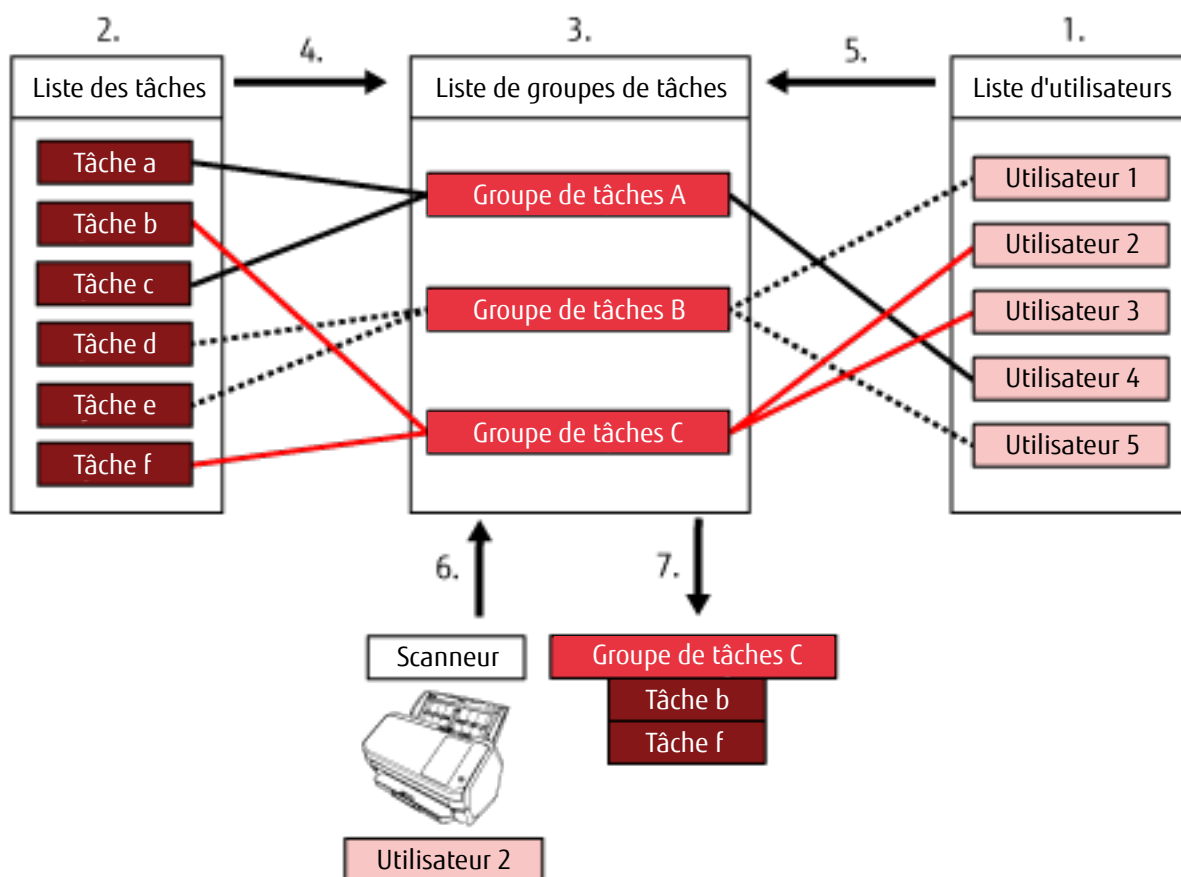 2.
4.
3.
5.
1.
Liste des tâches
Liste de groupes de tâches
Liste d'utilisateurs
Tâche a
Tâche b
Tâche c
Tâche d
Tâche e
Tâche f
Groupe de tâches A
Groupe de tâches B
Groupe de tâches C
Utilisateur 1
Utilisateur 2
Utilisateur 3
Utilisateur 4
Utilisateur 5
6.
7.
Scanneur
Utilisateur 2
Groupe de tâches C
Tâche b
Tâche f